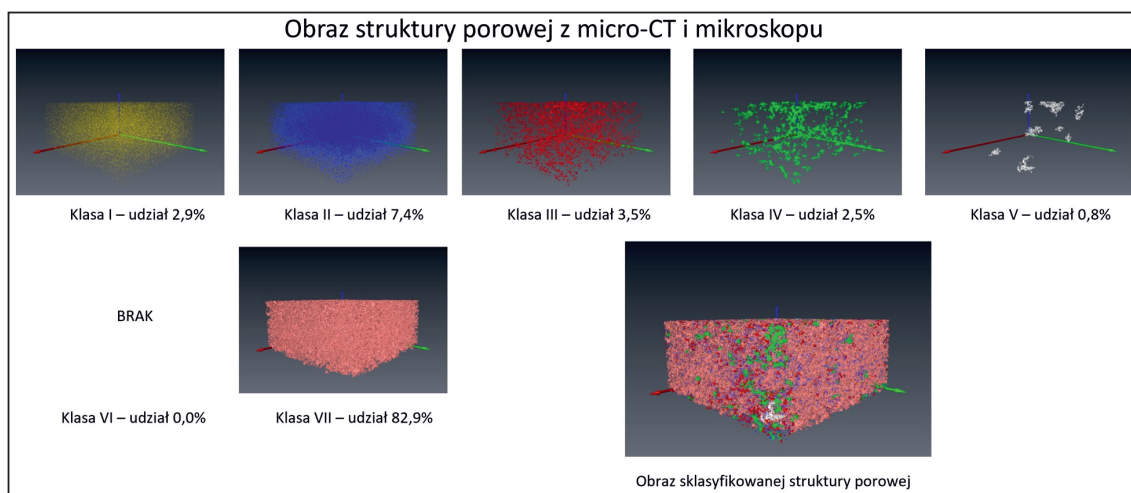 Obraz struktury porowej z micro-CT i mikroskopu
Klasa I – udział 2,9%
Klasa II – udział 7,4%
Klasa III – udział 3,5%
Klasa IV – udział 2,5%
Klasa V – udział 0,8%
BRAK
Klasa VI – udział 0,0%
Klasa VII – udział 82,9%
Obraz sklasyfikowanej struktury porowej